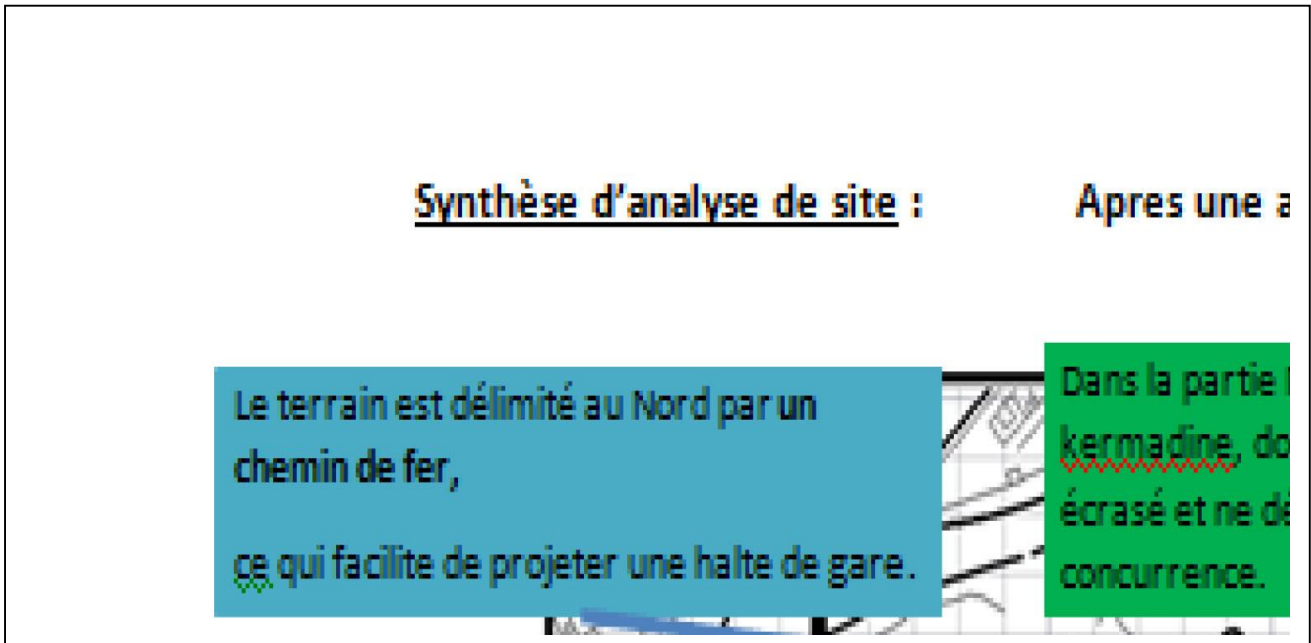 Synthèse d'analyse de site :
Apres une a
Le terrain est délimité au Nord par un
chemin de fer,
ce qui facilite de projeter une halte de gare.
Dans la partie
kermadine, do
écrasé et ne dé
concurrence.